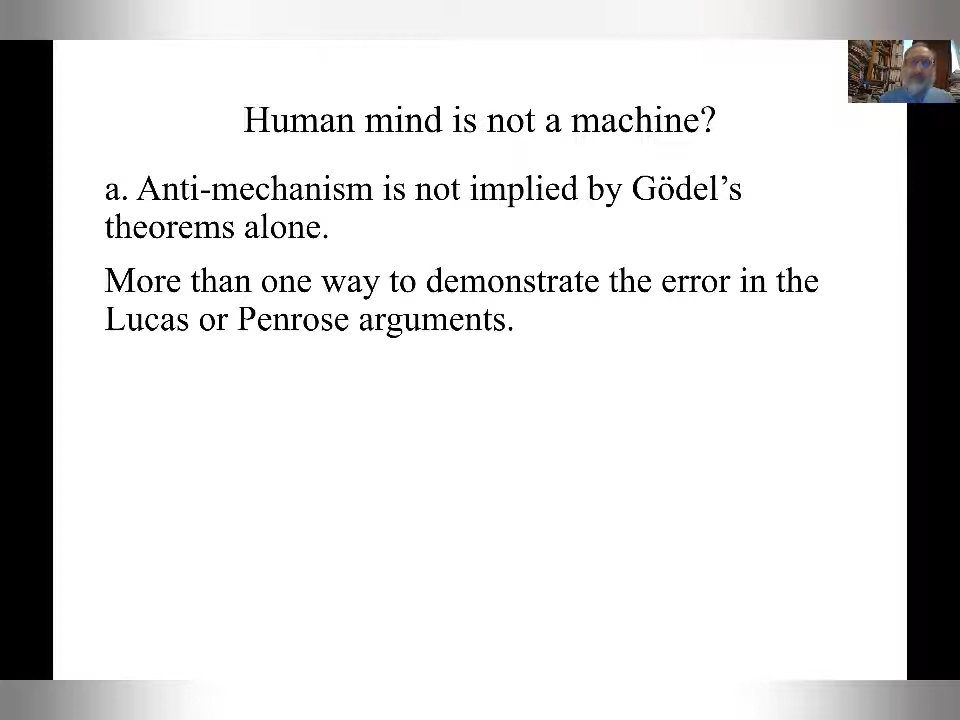 Human mind is not a machine?
a. Anti-mechanism is not implied by Gödel’s
theorems alone.
More than one way to demonstrate the error in the
Lucas or Penrose arguments.